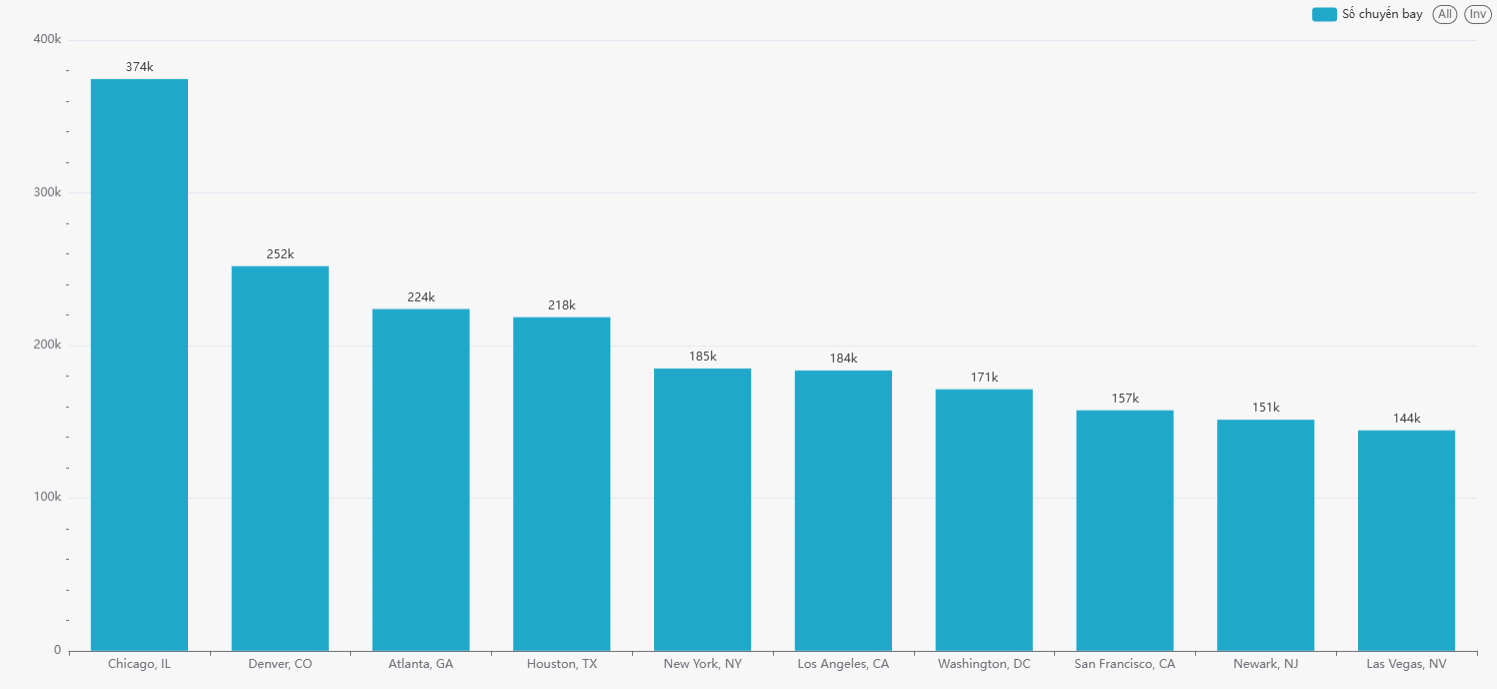 Số chuyến bay All Inv
400k
374k
300k
252k
224k
218k
200k
185k
184k
171k
157k
151k
144k
100k
0
Chicago, IL Denver, CO Atlanta, GA Houston, TX New York, NY Los Angeles, CA Washington, DC San Francisco, CA Newark, NJ Las Vegas, NV